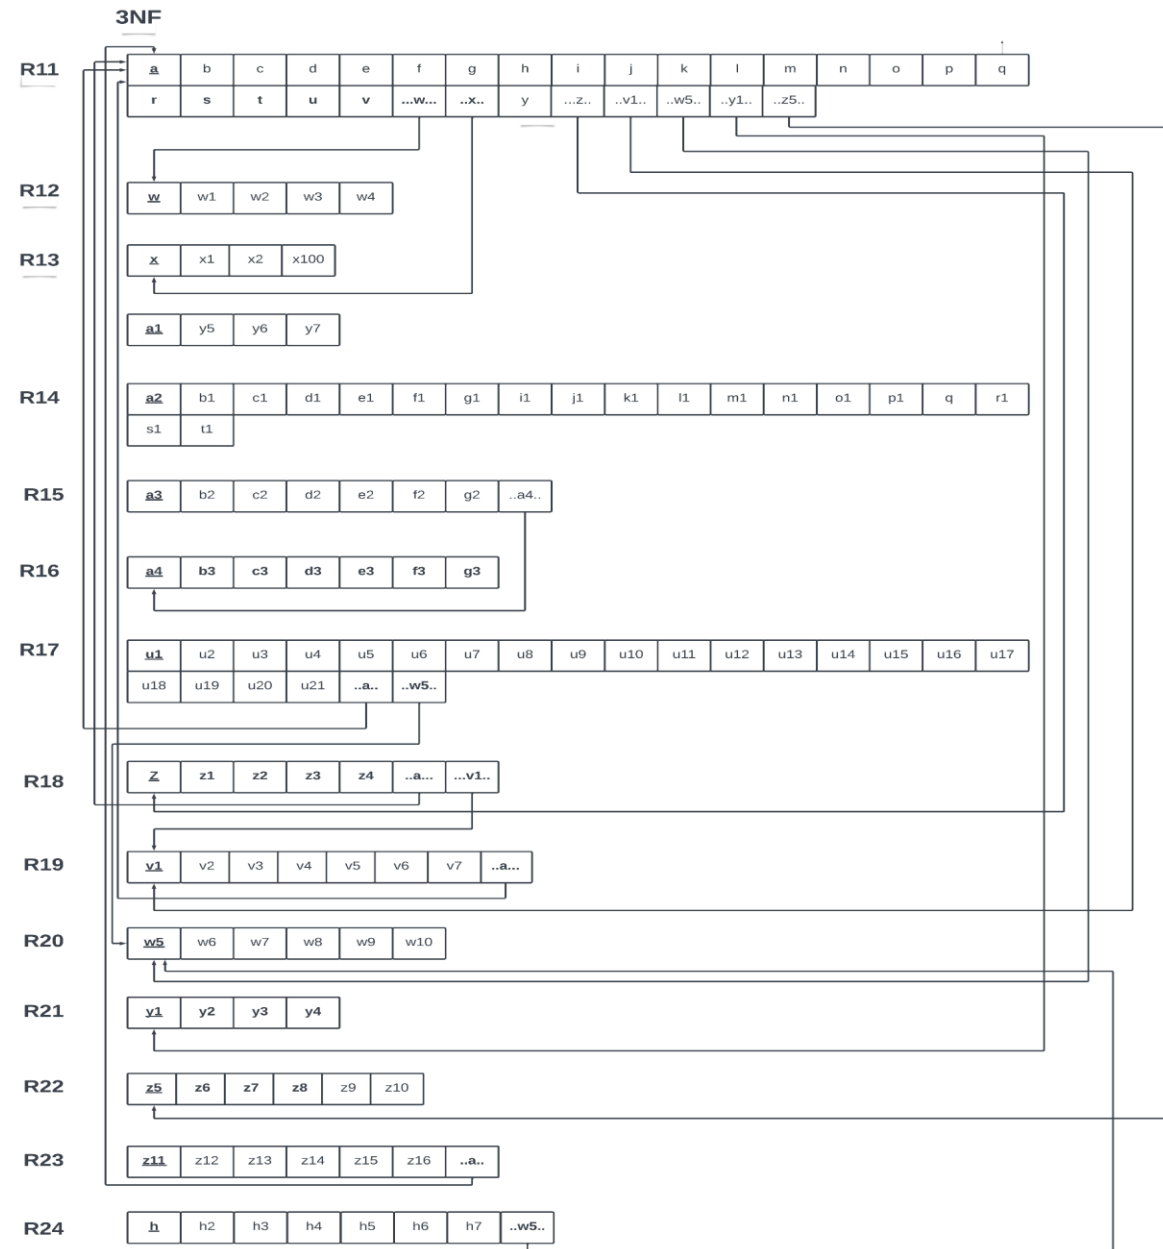 3NF
R11 a b c d e f g h i j k l m n o p q
r s t u v ...w... ..x.. y ...z.. ..v1.. ..w5.. ..y1.. ..z5..
R12 w w1 w2 w3 w4
R13 x x1 x2 x100
a1 y5 y6 y7
R14 a2 b1 c1 d1 e1 f1 g1 i1 j1 k1 l1 m1 n1 o1 p1 q r1
s1 t1
R15 a3 b2 c2 d2 e2 f2 g2 ..a4..
R16 a4 b3 c3 d3 e3 f3 g3
R17 u1 u2 u3 u4 u5 u6 u7 u8 u9 u10 u11 u12 u13 u14 u15 u16 u17
u18 u19 u20 u21 ..a.. ..w5..
R18 Z z1 z2 z3 z4 ..a... ...v1..
R19 v1 v2 v3 v4 v5 v6 v7 ..a...
R20 w5 w6 w7 w8 w9 w10
R21 y1 y2 y3 y4
R22 z5 z6 z7 z8 z9 z10
R23 z11 z12 z13 z14 z15 z16 ..a..
R24 h h2 h3 h4 h5 h6 h7 ..w5..